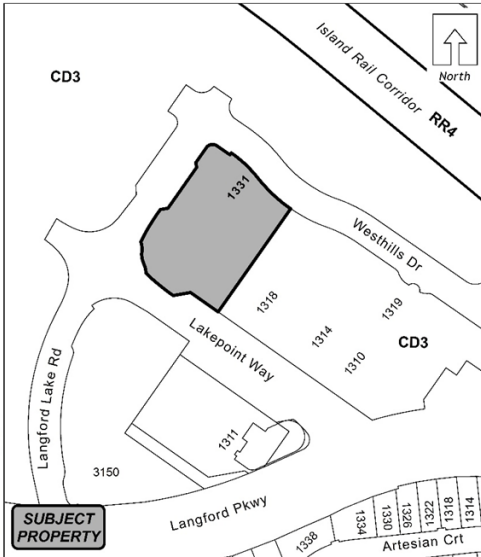 CD3
Island Rail Corridor
RR4
North
1331
Westhills Dr
1318
1314
1310
1319
CD3
Lakepoint Way
Langford Lake Rd
1311
3150
Langford Pkwy
SUBJECT
PROPERTY
1338
1334
1330
1326
1322
1318
1314
Artesian Crt